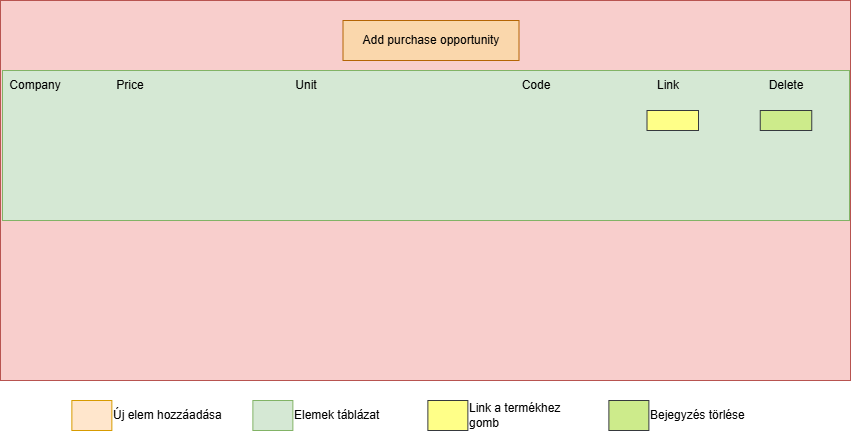 Add purchase opportunity
Company Price Unit Code Link Delete
Új elem hozzáadása Elemek táblázat Link a termékhez Bejegyzés törlése
gomb